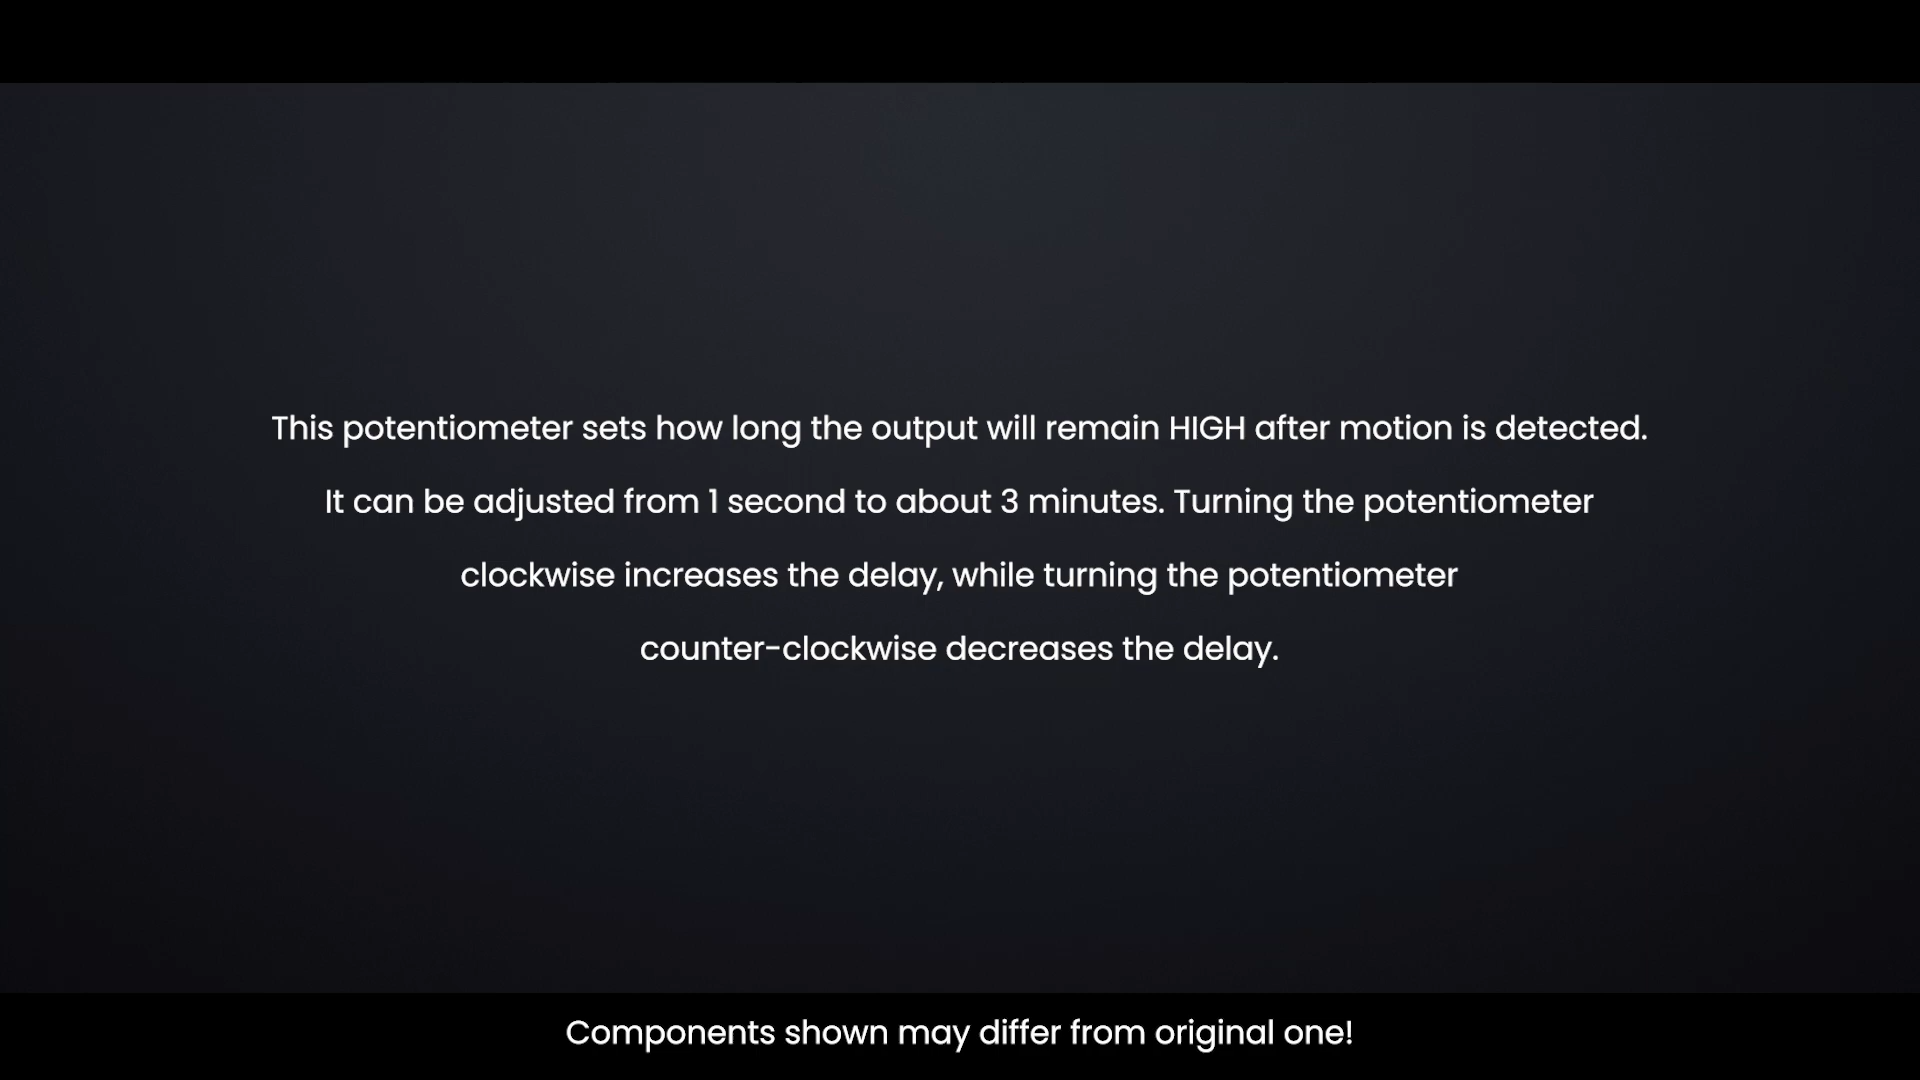 This potentiometer sets how long the output will remain HIGH after motion is detected.
It can be adjusted from 1 second to about 3 minutes. Turning the potentiometer
clockwise increases the delay, while turning the potentiometer
counter-clockwise decreases the delay.
Components shown may differ from original one!